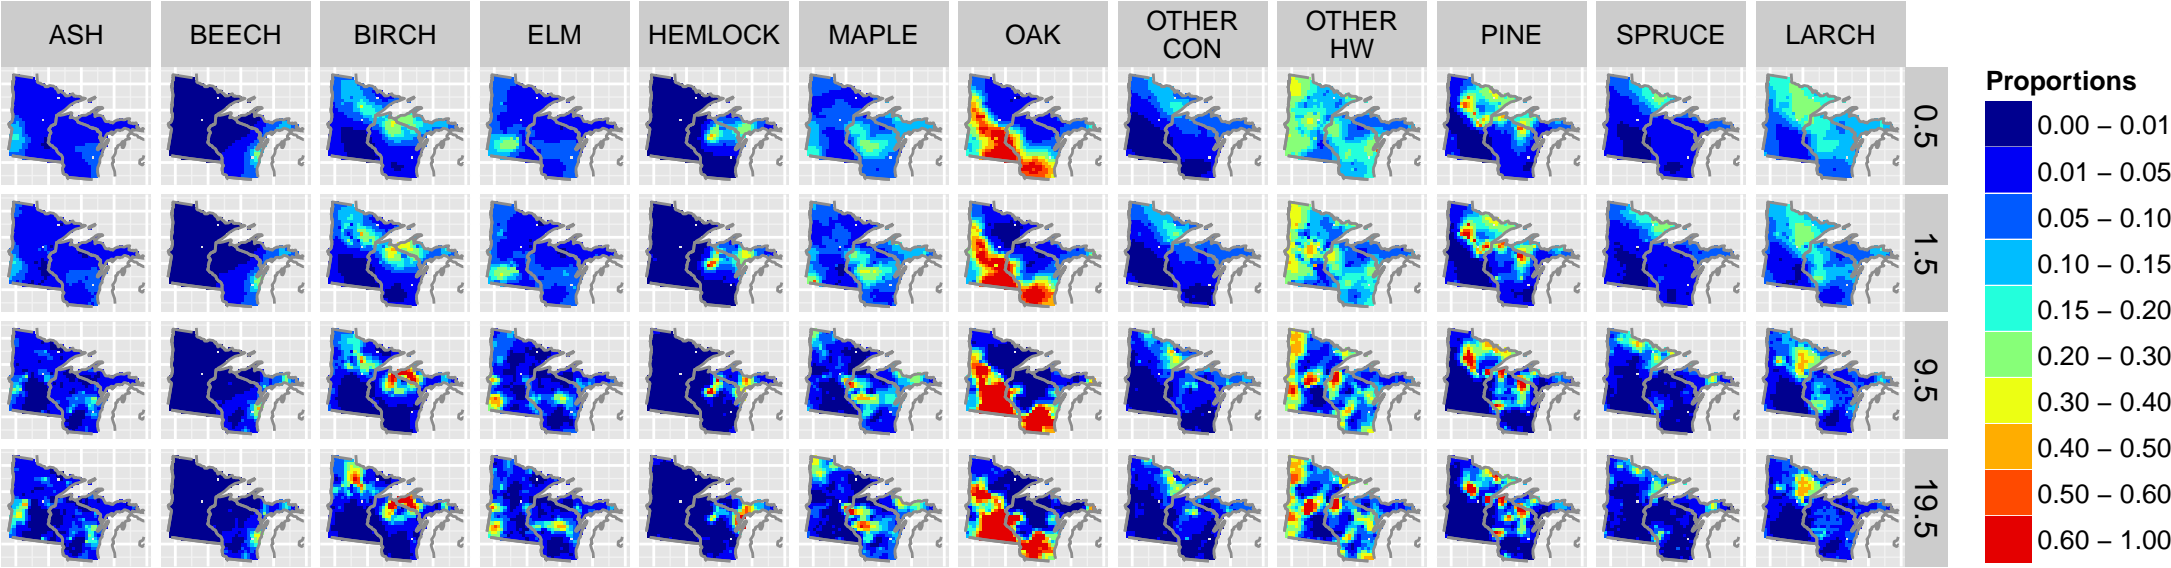 ASH
BEECH
BIRCH
ELM
HEMLOCK
MAPLE
OAK
OTHER
CON
OTHER
HW
PINE
SPRUCE
LARCH
0.5
1.5
9.5
19.5
Proportions
0.00 – 0.01
0.01 – 0.05
0.05 – 0.10
0.10 – 0.15
0.15 – 0.20
0.20 – 0.30
0.30 – 0.40
0.40 – 0.50
0.50 – 0.60
0.60 – 1.00